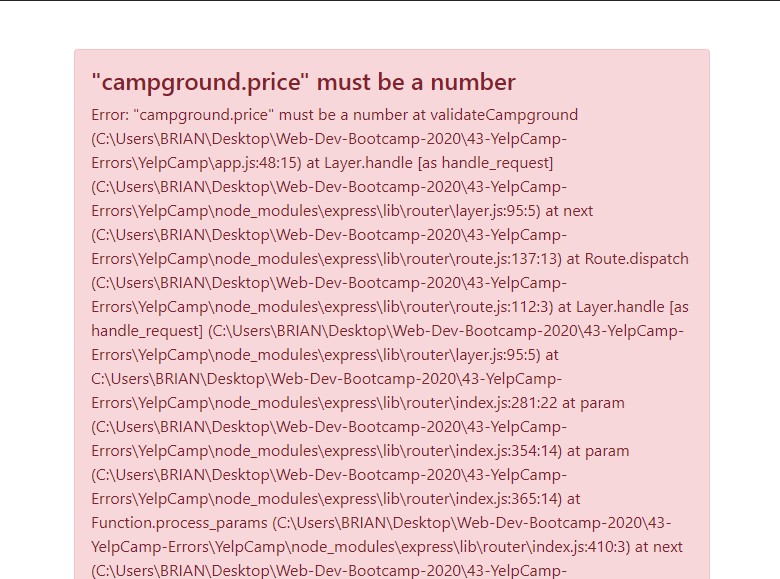 "campground.price" must be a number
Error: "campground.price" must be a number at validateCampground
(C:\Users\BRIAN\Desktop\Web-Dev-Bootcamp-2020\43-YelpCamp-
Errors\YelpCamp\app.js:48:15) at Layer.handle [as handle_request]
(C:\Users\BRIAN\Desktop\Web-Dev-Bootcamp-2020\43-YelpCamp-
Errors\YelpCamp\node_modules\express\lib\router\layer.js:95:5) at next
(C:\Users\BRIAN\Desktop\Web-Dev-Bootcamp-2020\43-YelpCamp-
Errors\YelpCamp\node_modules\express\lib\router\route.js:137:13) at Route.dispatch
(C:\Users\BRIAN\Desktop\Web-Dev-Bootcamp-2020\43-YelpCamp-
Errors\YelpCamp\node_modules\express\lib\router\route.js:112:3) at Layer.handle [as
handle_request] (C:\Users\BRIAN\Desktop\Web-Dev-Bootcamp-2020\43-YelpCamp-
Errors\YelpCamp\node_modules\express\lib\router\layer.js:95:5) at
C:\Users\BRIAN\Desktop\Web-Dev-Bootcamp-2020\43-YelpCamp-
Errors\YelpCamp\node_modules\express\lib\router\index.js:281:22 at param
(C:\Users\BRIAN\Desktop\Web-Dev-Bootcamp-2020\43-YelpCamp-
Errors\YelpCamp\node_modules\express\lib\router\index.js:354:14) at param
(C:\Users\BRIAN\Desktop\Web-Dev-Bootcamp-2020\43-YelpCamp-
Errors\YelpCamp\node_modules\express\lib\router\index.js:365:14) at
Function.process_params (C:\Users\BRIAN\Desktop\Web-Dev-Bootcamp-2020\43-
YelpCamp-Errors\YelpCamp\node_modules\express\lib\router\index.js:410:3) at next
(C:\Users\BRIAN\Desktop\Web-Dev-Bootcamp-2020\43-YelpCamp-